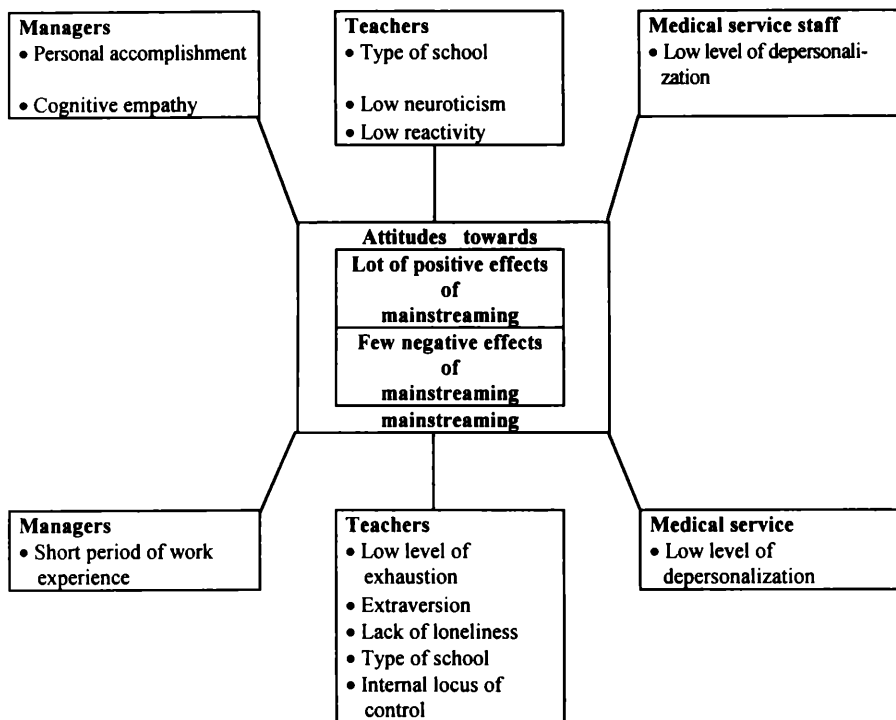 Managers
• Personal accomplishment
• Cognitive empathy
Teachers
• Type of school
• Low neuroticism
• Low reactivity
Medical service staff
• Low level of depersonali-
zation
Attitudes towards
Lot of positive effects
of
mainstreaming
Few negative effects
of
mainstreaming
mainstreaming
Managers
• Short period of work
experience
Teachers
• Low level of
exhaustion
• Extraversion
• Lack of loneliness
• Type of school
• Internal locus of
control
Medical service
• Low level of
depersonalization